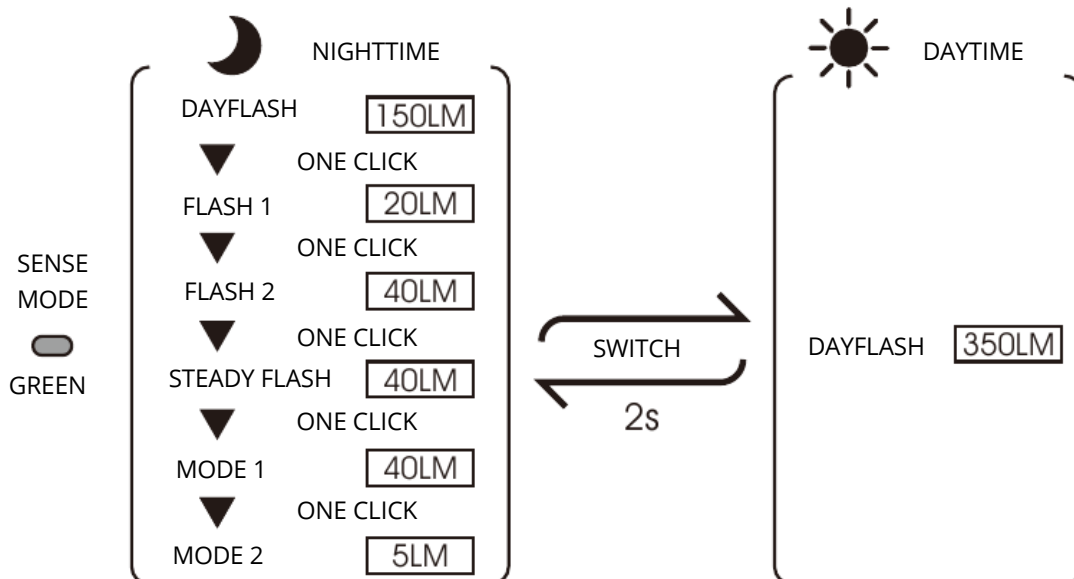 NIGHTTIME
DAYFLASH 150LM
ONE CLICK
FLASH 1 20LM
ONE CLICK
FLASH 2 40LM
ONE CLICK
STEADY FLASH 40LM
ONE CLICK
MODE 1 40LM
ONE CLICK
MODE 2 5LM
SENSE
MODE
GREEN
SWITCH
2s
DAYTIME
DAYFLASH 350LM